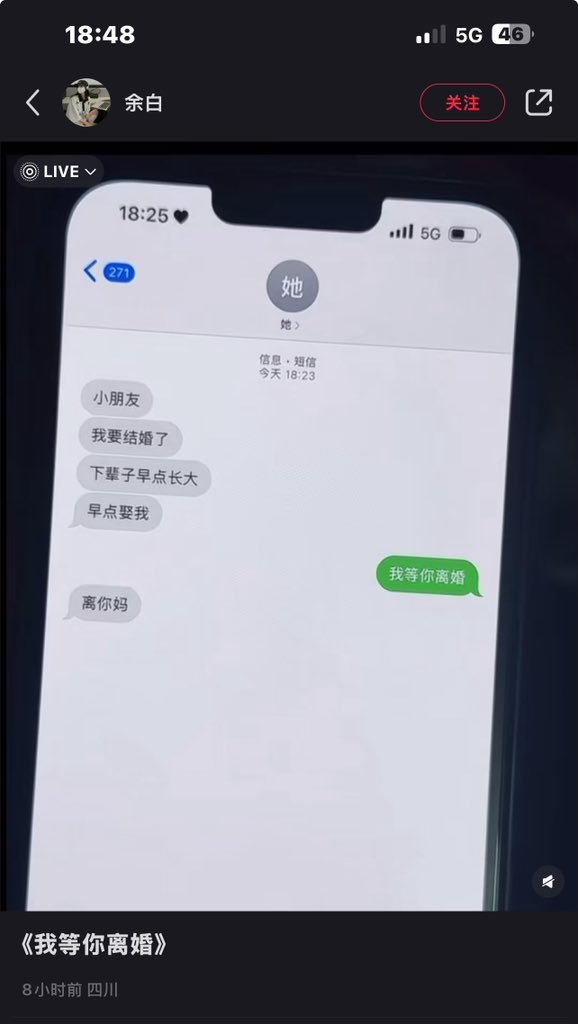 18:48
5G 46
余白
关注
LIVE
18:25
5G
271
她
她
信息·短信
今天 18:23
小朋友
我要结婚了
下辈子早点长大
早点娶我
我等你离婚
离你妈
《我等你离婚》
8小时前 四川